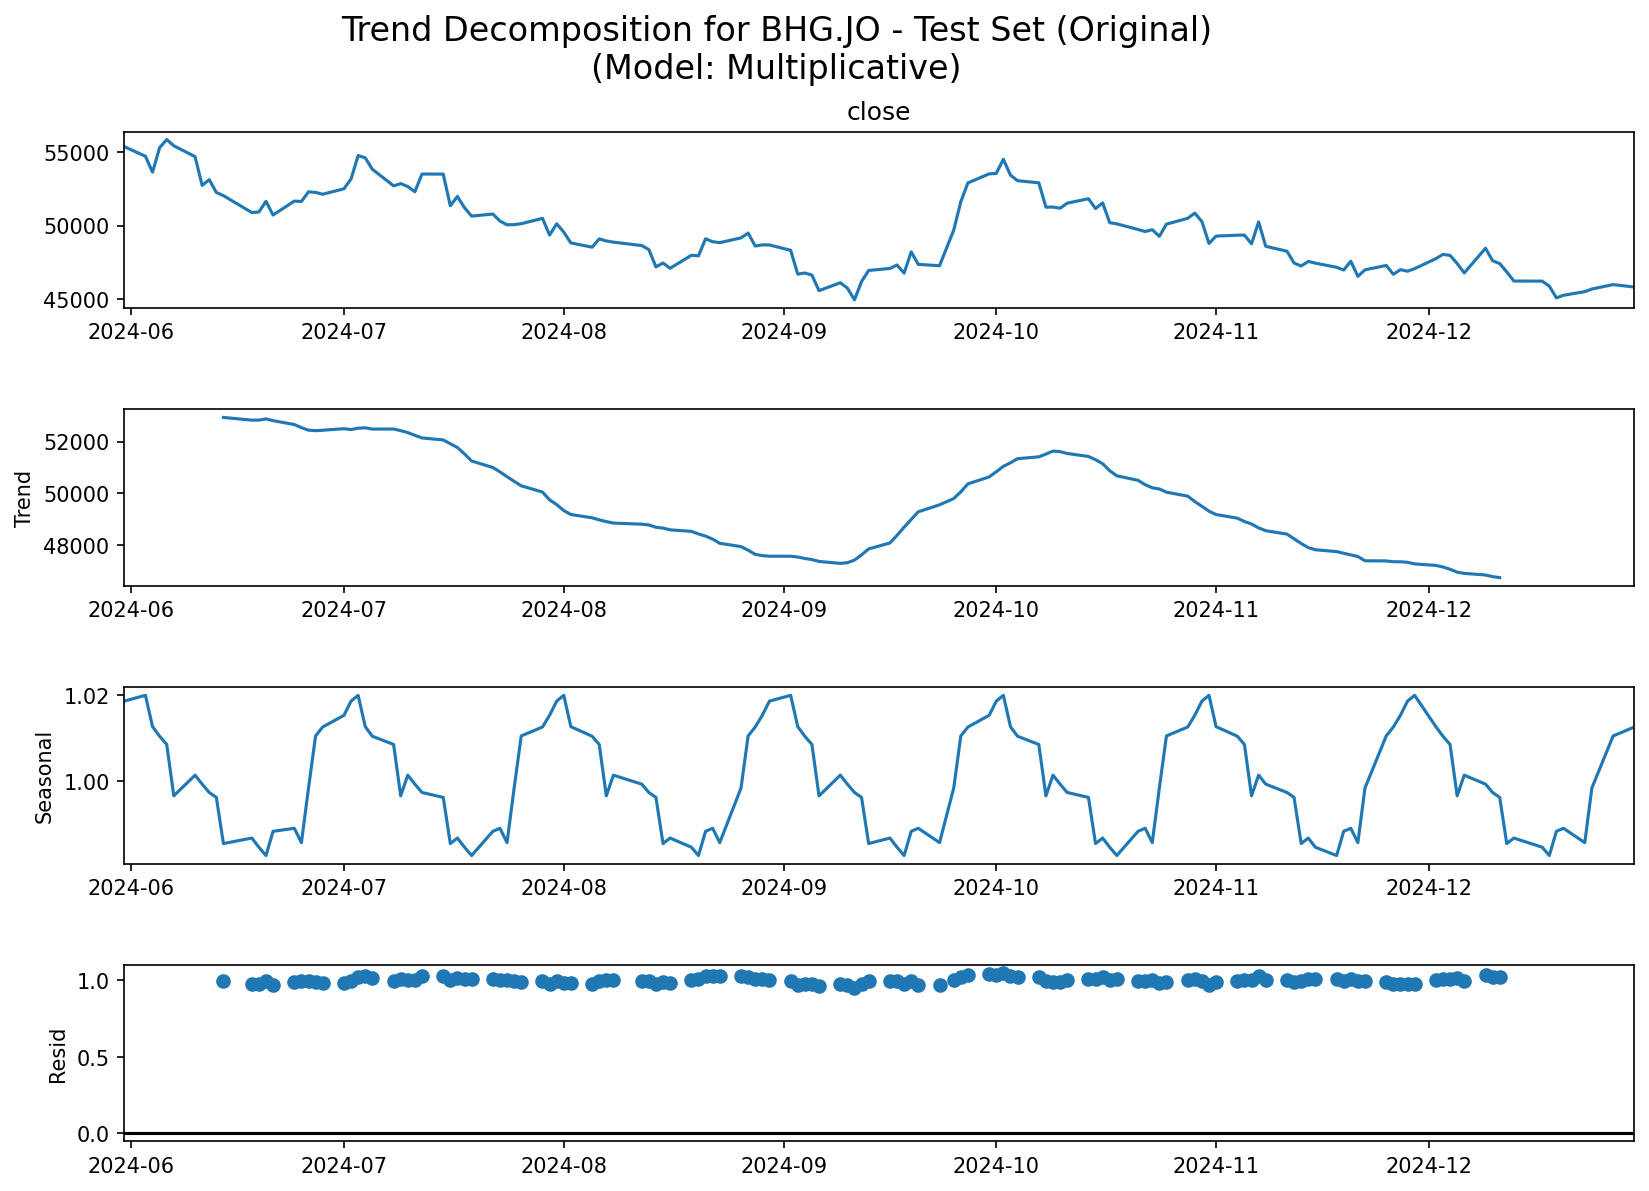 Trend Decomposition for BHG.JO - Test Set (Original)
(Model: Multiplicative)
close
55000
50000
45000
2024-06 2024-07 2024-08 2024-09 2024-10 2024-11 2024-12
Trend
52000
50000
48000
2024-06 2024-07 2024-08 2024-09 2024-10 2024-11 2024-12
Seasonal
1.02
1.00
2024-06 2024-07 2024-08 2024-09 2024-10 2024-11 2024-12
Resid
1.0
0.5
0.0
2024-06 2024-07 2024-08 2024-09 2024-10 2024-11 2024-12